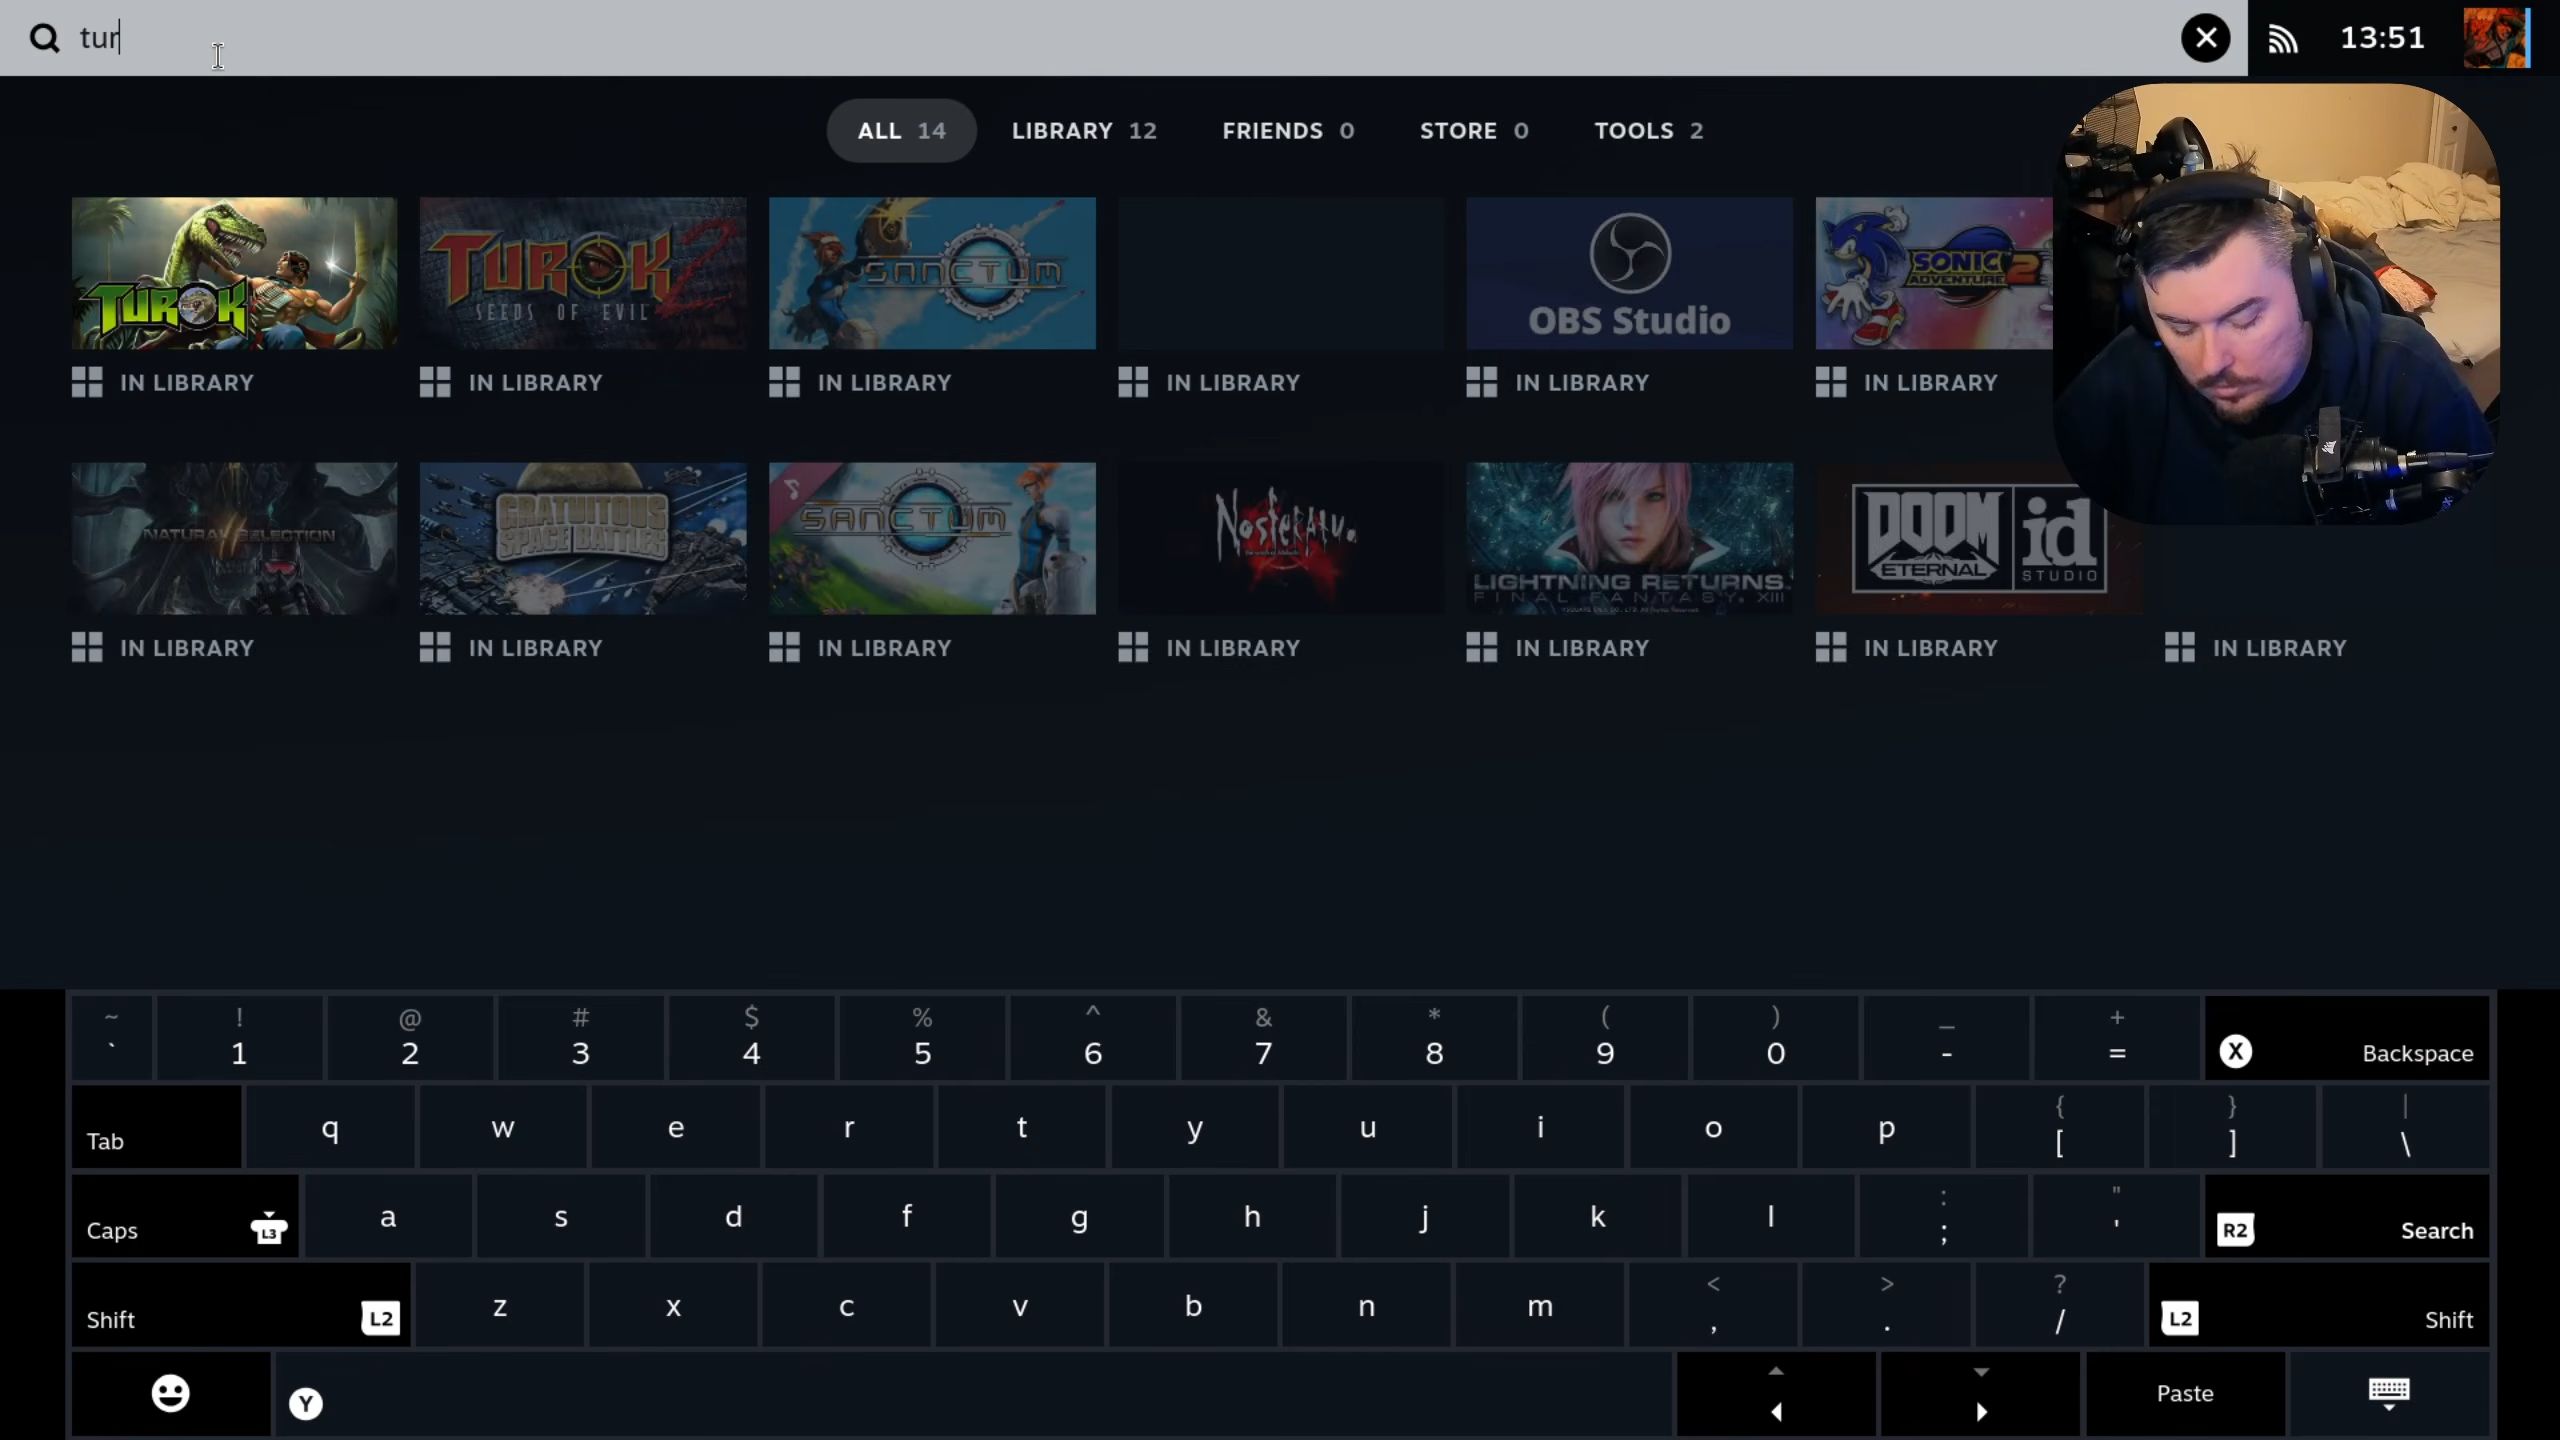 tur
13:51
ALL 14
LIBRARY 12
FRIENDS 0
STORE 0
TOOLS 2
TUROK
TUROK 2
SEEDS OF EVIL
SANCTUM
OBS Studio
SONIC
ADVENTURE 2
IN LIBRARY
IN LIBRARY
IN LIBRARY
IN LIBRARY
IN LIBRARY
IN LIBRARY
NATURAL SELECTION
GRATUITOUS
SPACE BATTLES
SANCTUM
Nosferatu
LIGHTNING RETURNS
FINAL FANTASY XIII
DOOM
ETERNAL
id
STUDIO
IN LIBRARY
IN LIBRARY
IN LIBRARY
IN LIBRARY
IN LIBRARY
IN LIBRARY
IN LIBRARY
~ ! @ # $ % ^ & * ( ) _ +
` 1 2 3 4 5 6 7 8 9 0 - = X Backspace
Tab q w e r t y u i o p { [ } ] | \
Caps L3 a s d f g h j k l : ; " ' R2 Search
Shift L2 z x c v b n m < , > . ? / L2 Shift
Y Paste